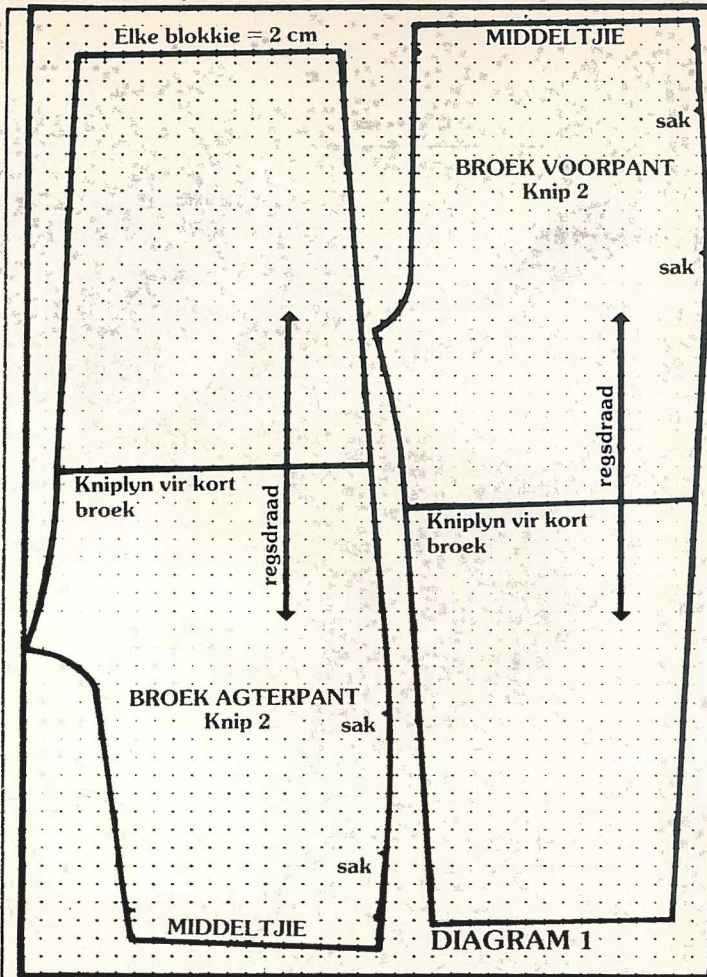 Elke blokkie = 2 cm
MIDDELTJIE
sak
BROEK VOORPANT
Knip 2
sak
regsdraad
Kniplyn vir kort
broek
regsdraad
Kniplyn vir kort
broek
BROEK AGTERPANT
Knip 2
sak
sak
MIDDELTJIE
DIAGRAM 1